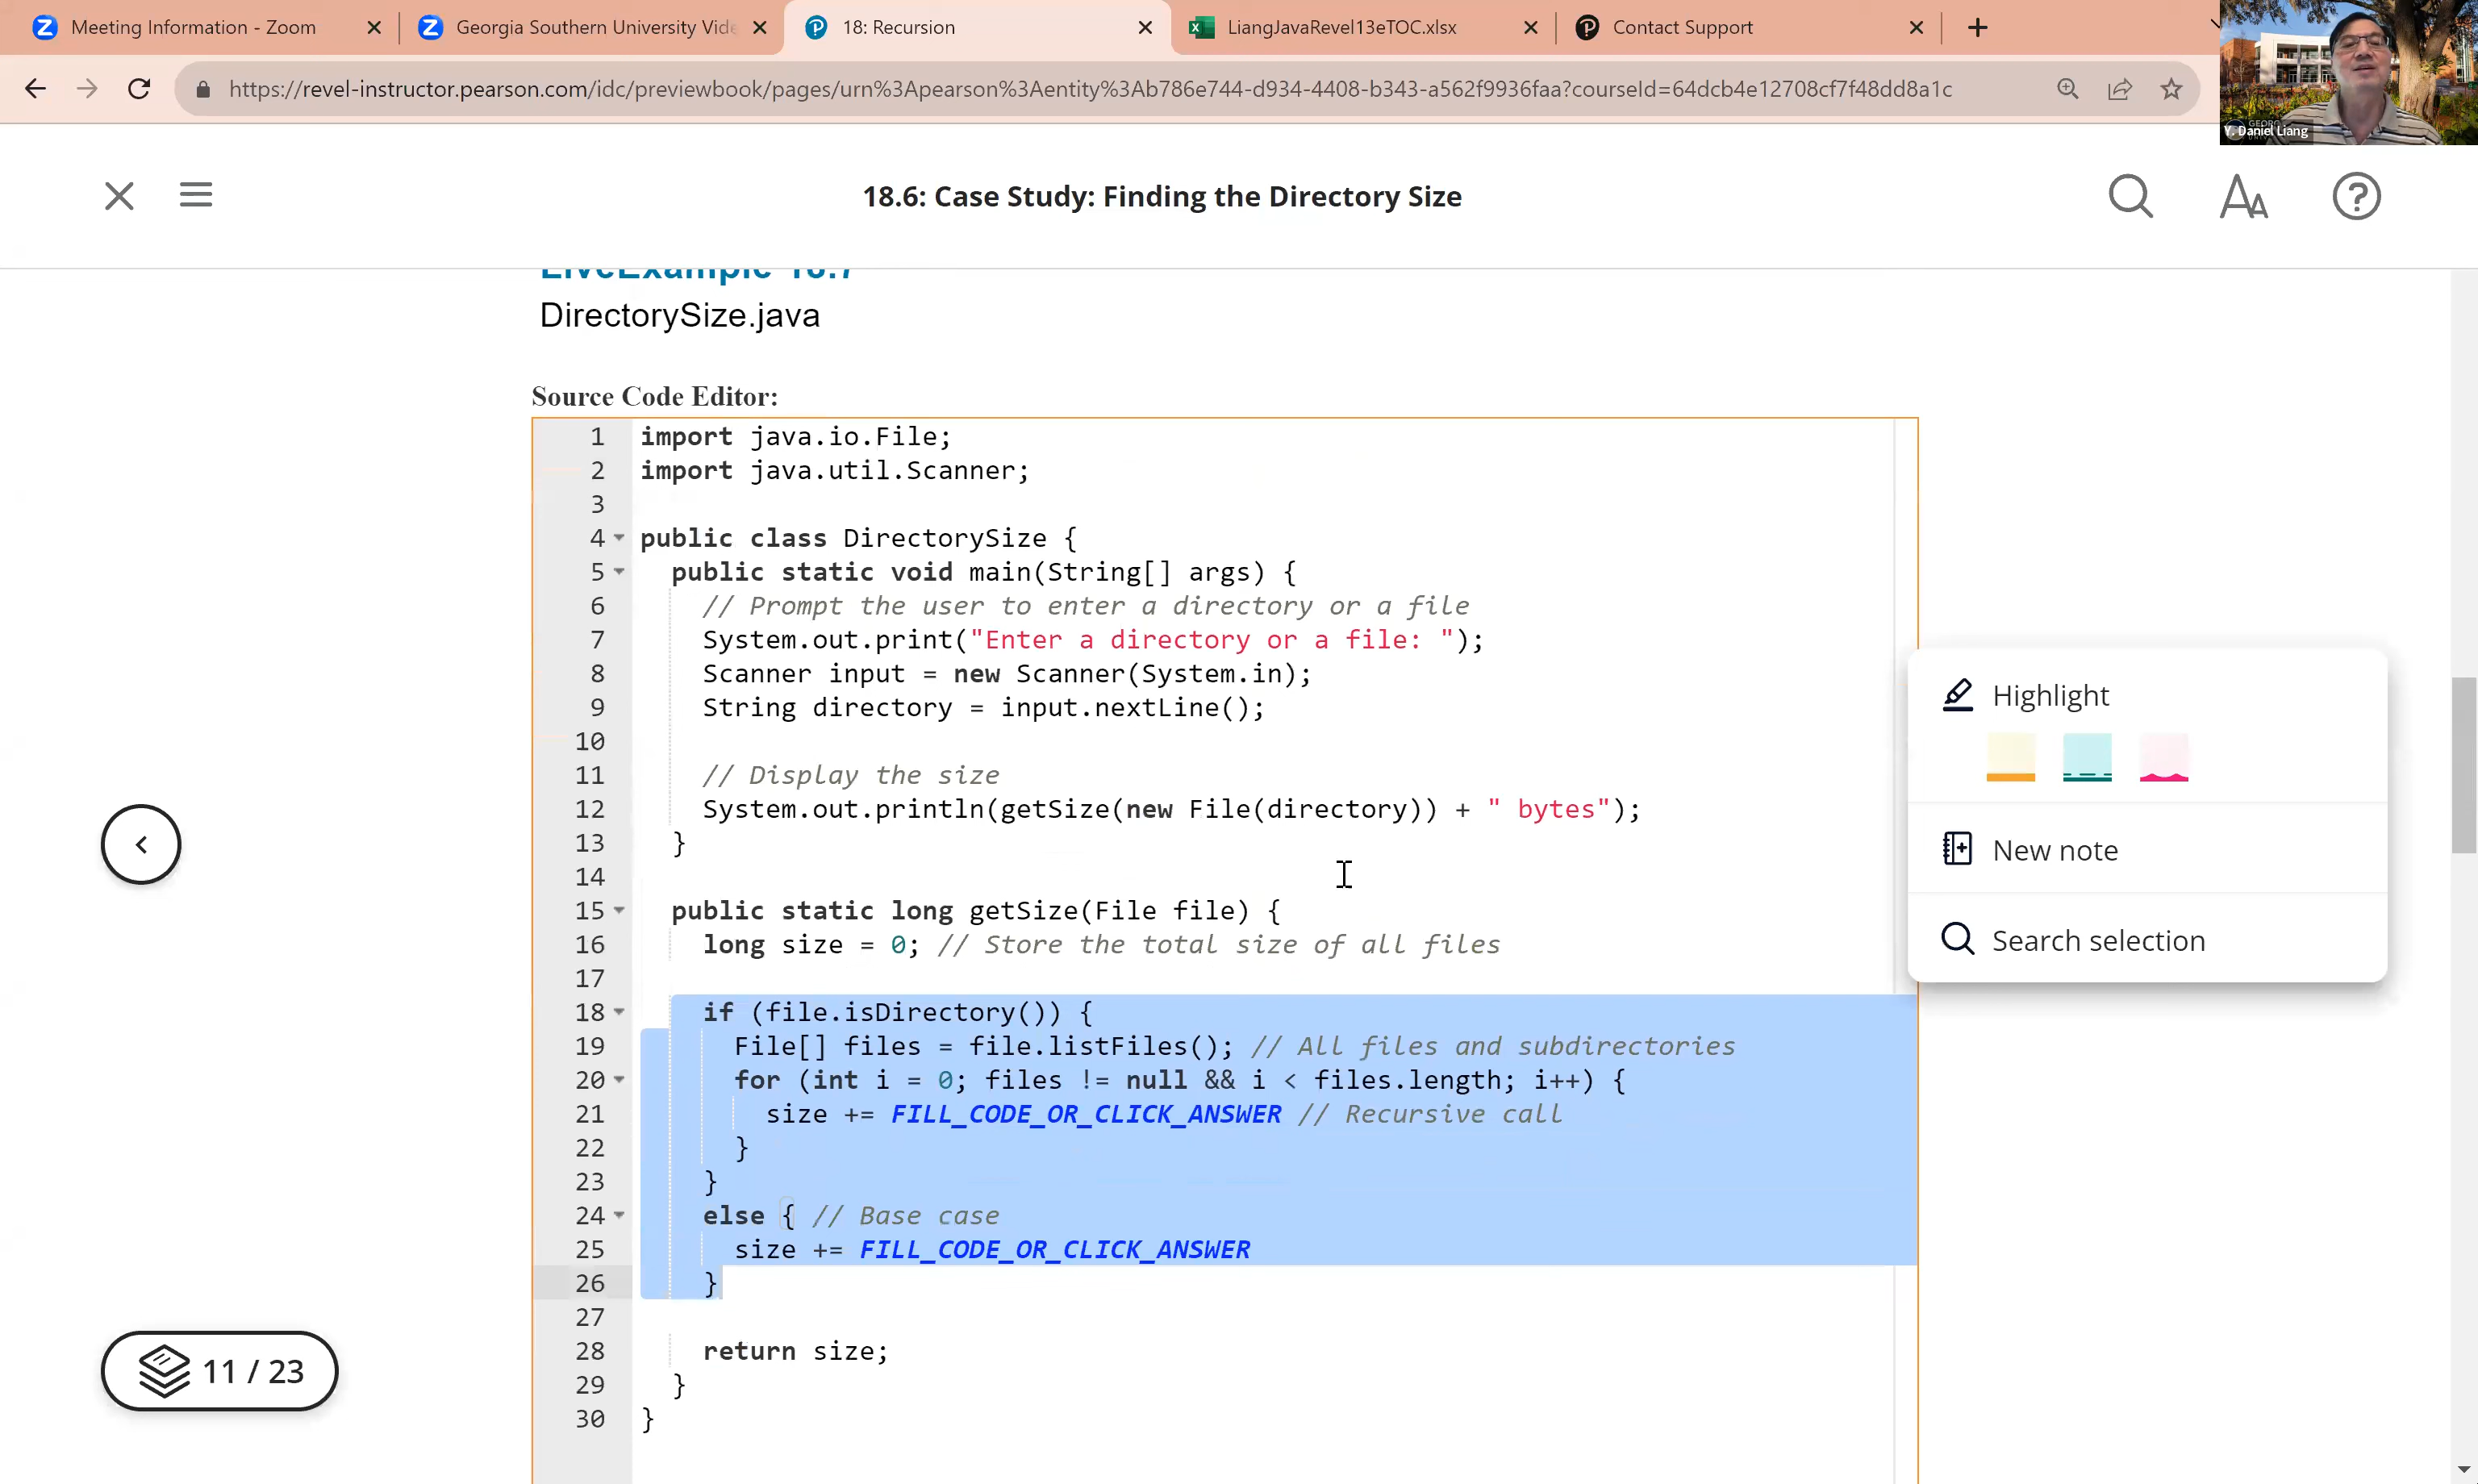 Meeting Information - Zoom
Georgia Southern University Vide
18: Recursion
LiangJavaRevel13eTOC.xlsx
Contact Support
https://revel-instructor.pearson.com/idc/previewbook/pages/urn%3Apearson%3Aentity%3Ab786e744-d934-4408-b343-a562f9936faa?courseId=64dcb4e12708cf7f48dd8a1c
Y. Daniel Liang
18.6: Case Study: Finding the Directory Size
LiveExample 18.7
DirectorySize.java
Source Code Editor:
1 import java.io.File;
2 import java.util.Scanner;
3
4 public class DirectorySize {
5 public static void main(String[] args) {
6 // Prompt the user to enter a directory or a file
7 System.out.print("Enter a directory or a file: ");
8 Scanner input = new Scanner(System.in);
9 String directory = input.nextLine();
10
11 // Display the size
12 System.out.println(getSize(new File(directory)) + " bytes");
13 }
14
15 public static long getSize(File file) {
16 long size = 0; // Store the total size of all files
17
18 if (file.isDirectory()) {
19 File[] files = file.listFiles(); // All files and subdirectories
20 for (int i = 0; files != null && i < files.length; i++) {
21 size += FILL_CODE_OR_CLICK_ANSWER // Recursive call
22 }
23 }
24 else { // Base case
25 size += FILL_CODE_OR_CLICK_ANSWER
26 }
27
28 return size;
29 }
30 }
Highlight
New note
Search selection
11 / 23